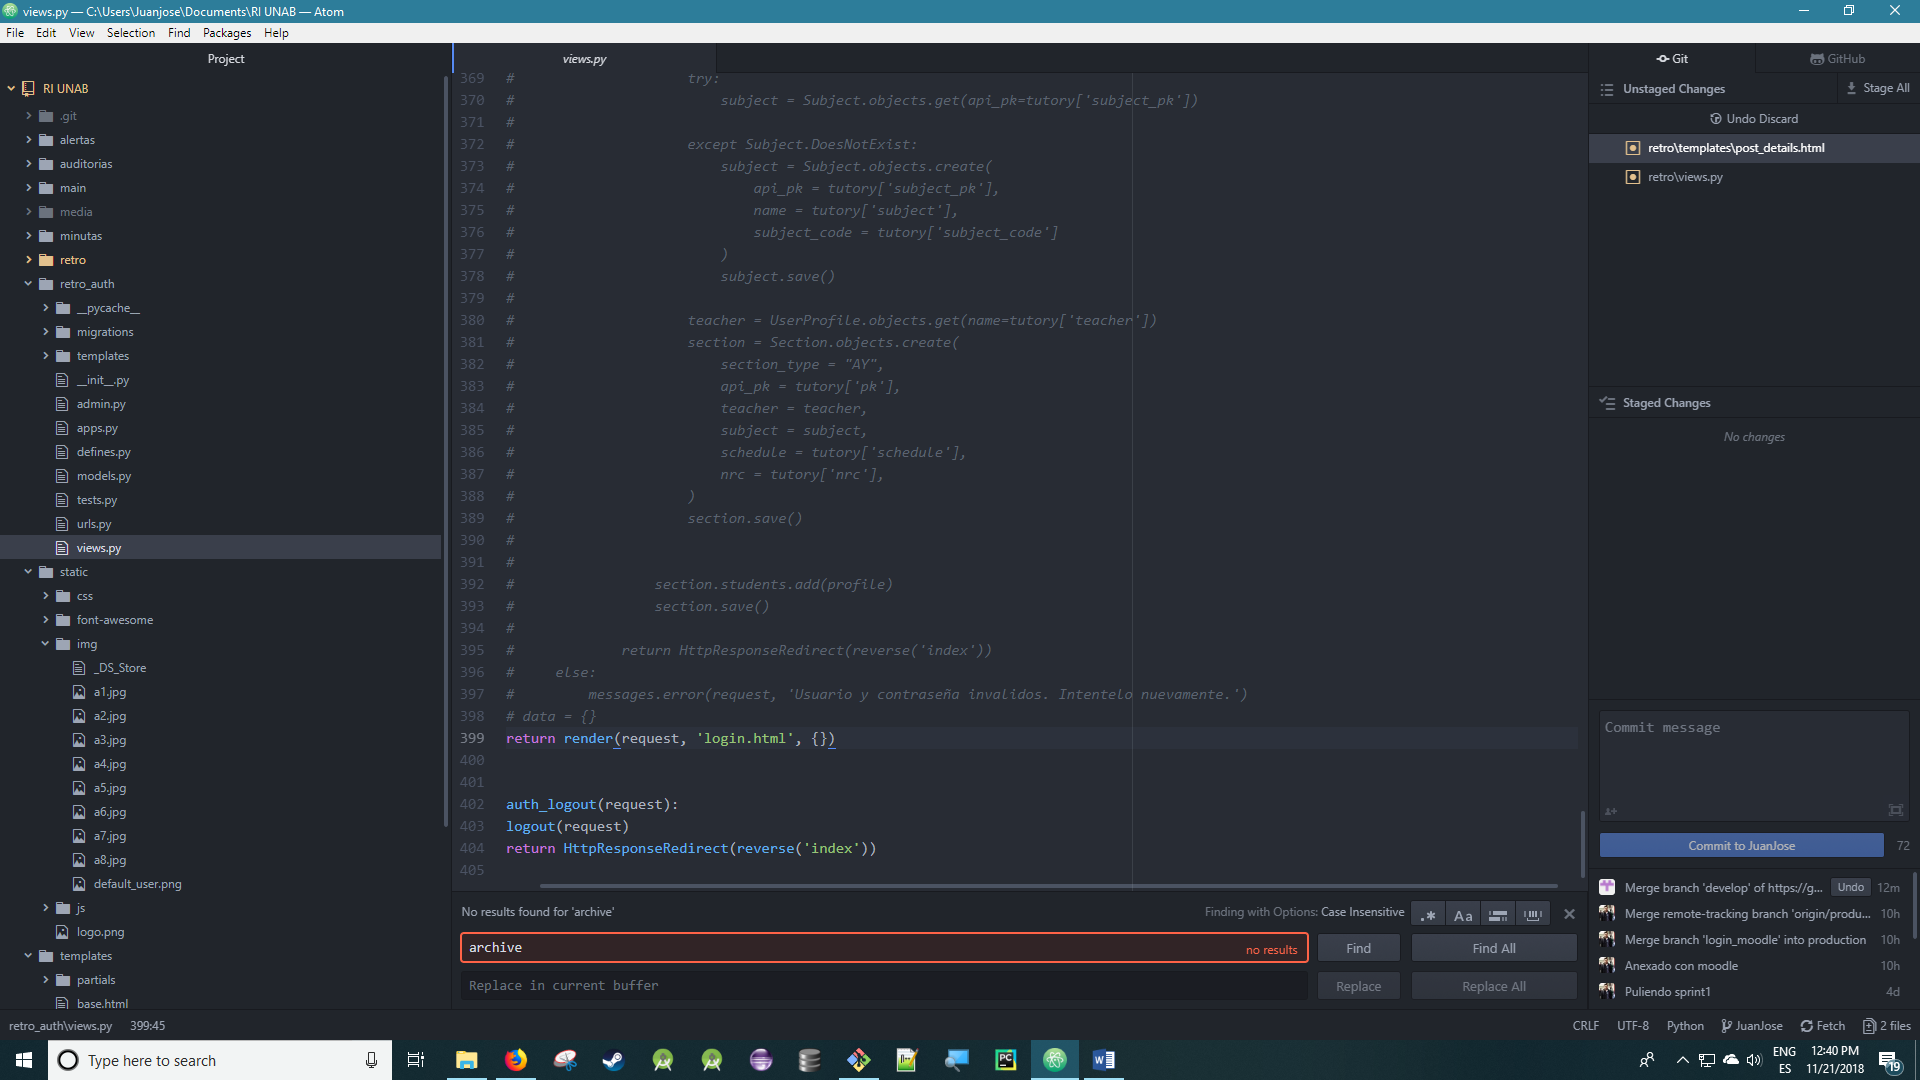 views.py — C:\Users\Juanjose\Documents\RI UNAB — Atom
File Edit View Selection Find Packages Help
Project
RI UNAB
.git
alertas
auditorias
main
media
minutas
retro
retro_auth
__pycache__
migrations
templates
__init__.py
admin.py
apps.py
defines.py
models.py
tests.py
urls.py
views.py
static
css
font-awesome
img
_DS_Store
a1.jpg
a2.jpg
a3.jpg
a4.jpg
a5.jpg
a6.jpg
a7.jpg
a8.jpg
default_user.png
js
logo.png
templates
partials
base.html
views.py
369 # try:
370 # subject = Subject.objects.get(api_pk=tutory['subject_pk'])
371 #
372 # except Subject.DoesNotExist:
373 # subject = Subject.objects.create(
374 # api_pk = tutory['subject_pk'],
375 # name = tutory['subject'],
376 # subject_code = tutory['subject_code']
377 # )
378 # subject.save()
379 #
380 # teacher = UserProfile.objects.get(name=tutory['teacher'])
381 # section = Section.objects.create(
382 # section_type = "AY",
383 # api_pk = tutory['pk'],
384 # teacher = teacher,
385 # subject = subject,
386 # schedule = tutory['schedule'],
387 # nrc = tutory['nrc'],
388 # )
389 # section.save()
390 #
391 #
392 # section.students.add(profile)
393 # section.save()
394 #
395 # return HttpResponseRedirect(reverse('index'))
396 # else:
397 # messages.error(request, 'Usuario y contraseña invalidos. Intentelo nuevamente.')
398 # data = {}
399 return render(request, 'login.html', {})
400
401
402 auth_logout(request):
403 logout(request)
404 return HttpResponseRedirect(reverse('index'))
405
No results found for 'archive'
Finding with Options: Case Insensitive
.* Aa
archive no results
Find Find All
Replace in current buffer
Replace Replace All
Git GitHub
Unstaged Changes Stage All
Undo Discard
retro\templates\post_details.html
retro\views.py
Staged Changes
No changes
Commit message
Commit to JuanJose 72
Merge branch 'develop' of https://g... Undo 12m
Merge remote-tracking branch 'origin/produ... 10h
Merge branch 'login_moodle' into production 10h
Anexado con moodle 10h
Puliendo sprint1 4d
retro_auth\views.py 399:45
CRLF UTF-8 Python JuanJose Fetch 2 files
Type here to search
PC
W
ENG
ES
12:40 PM
11/21/2018
19